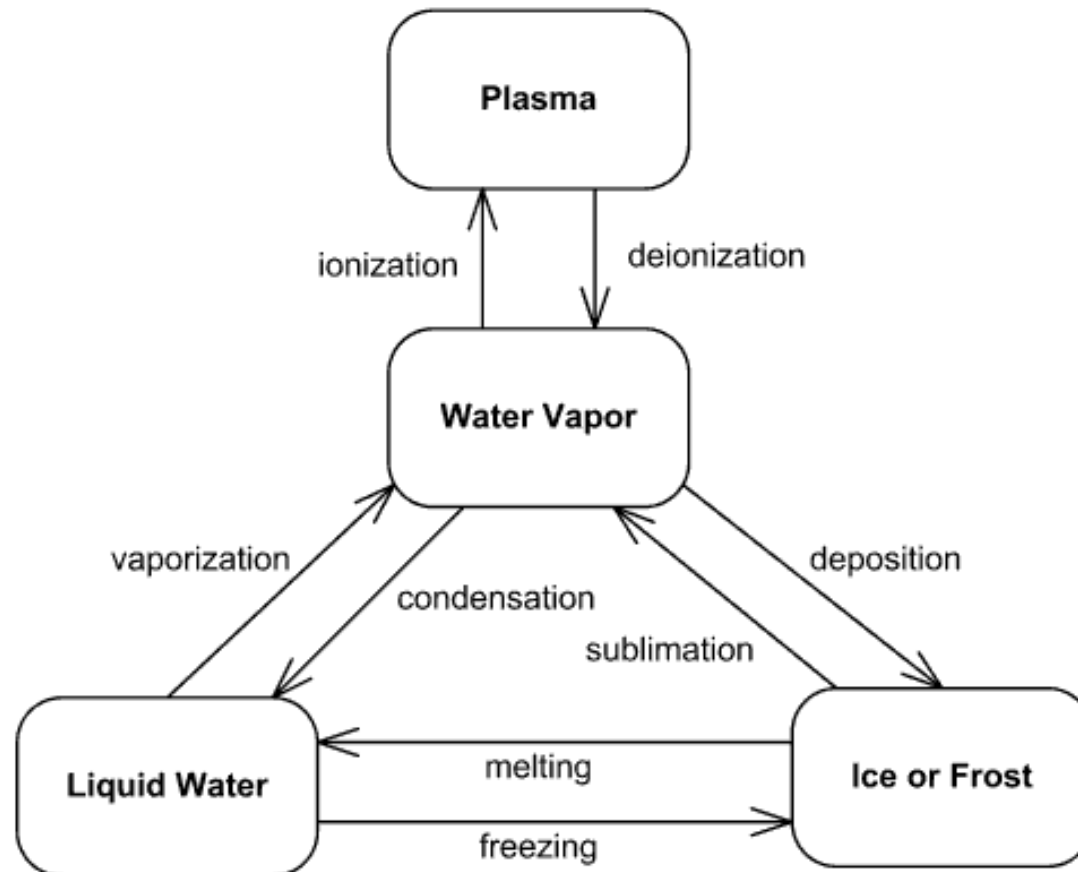 Plasma
ionization
deionization
Water Vapor
vaporization
condensation
deposition
sublimation
melting
Liquid Water
Ice or Frost
freezing